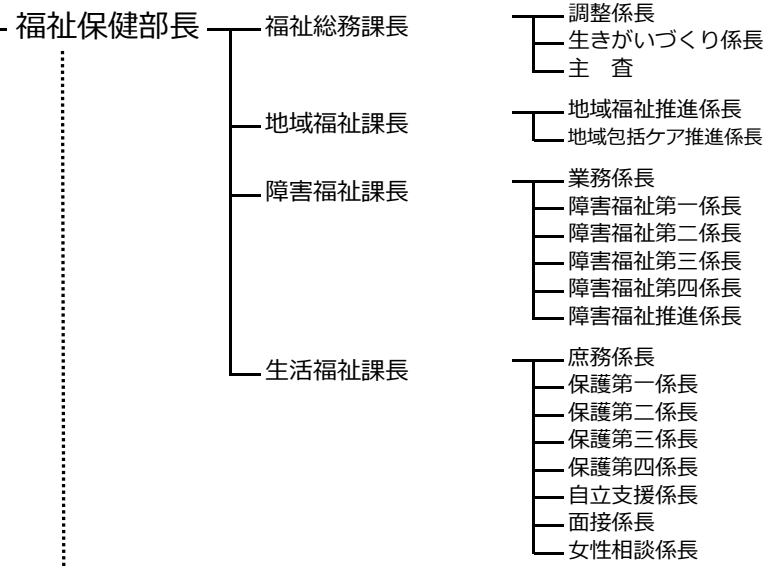 福祉保健部長 福祉総務課長 調整係長
生きがいづくり係長
主　査
地域福祉課長 地域福祉推進係長
地域包括ケア推進係長
障害福祉課長 業務係長
障害福祉第一係長
障害福祉第二係長
障害福祉第三係長
障害福祉第四係長
障害福祉推進係長
生活福祉課長 庶務係長
保護第一係長
保護第二係長
保護第三係長
保護第四係長
自立支援係長
面接係長
女性相談係長